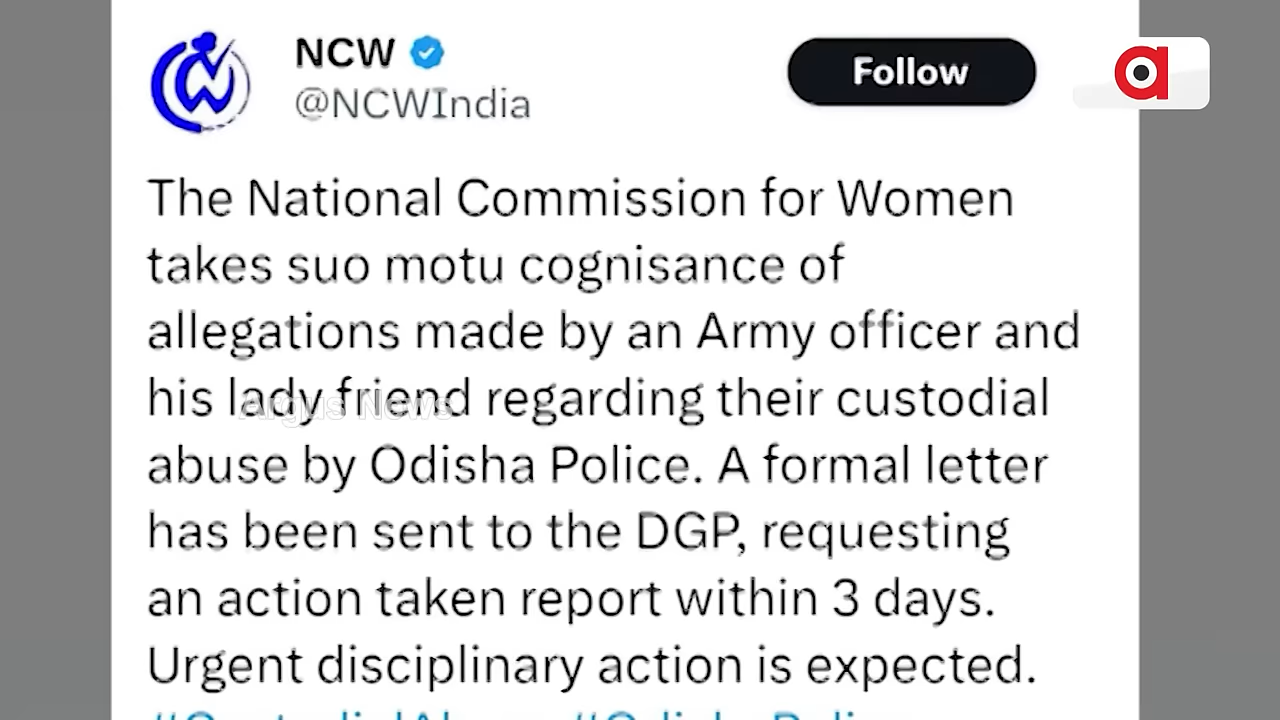 NCW
@NCWIndia
Follow
The National Commission for Women
takes suo motu cognisance of
allegations made by an Army officer and
his lady friend regarding their custodial
abuse by Odisha Police. A formal letter
has been sent to the DGP, requesting
an action taken report within 3 days.
Urgent disciplinary action is expected.
Argus News